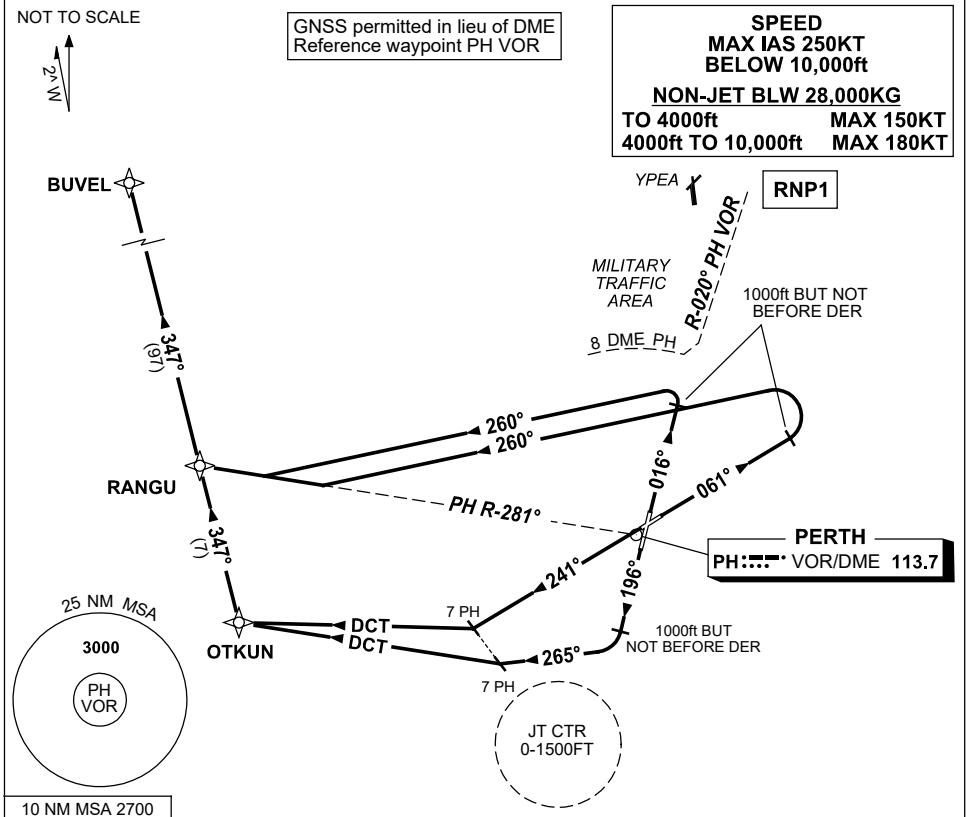 NOT TO SCALE
2^ W
GNSS permitted in lieu of DME
Reference waypoint PH VOR
SPEED
MAX IAS 250KT
BELOW 10,000ft
NON-JET BLW 28,000KG
TO 4000ft MAX 150KT
4000ft TO 10,000ft MAX 180KT
BUVEL
YPEA
RNP1
R-020° PH VOR
MILITARY
TRAFFIC
AREA
8 DME PH
1000ft BUT NOT
BEFORE DER
347°
(97)
260°
260°
016°
061°
RANGU
PH R-281°
PERTH
PH VOR/DME 113.7
347°
(7)
241°
196°
7 PH
DCT
DCT
OTKUN
265°
7 PH
1000ft BUT
NOT BEFORE DER
25 NM MSA
3000
PH
VOR
JT CTR
0-1500FT
10 NM MSA 2700